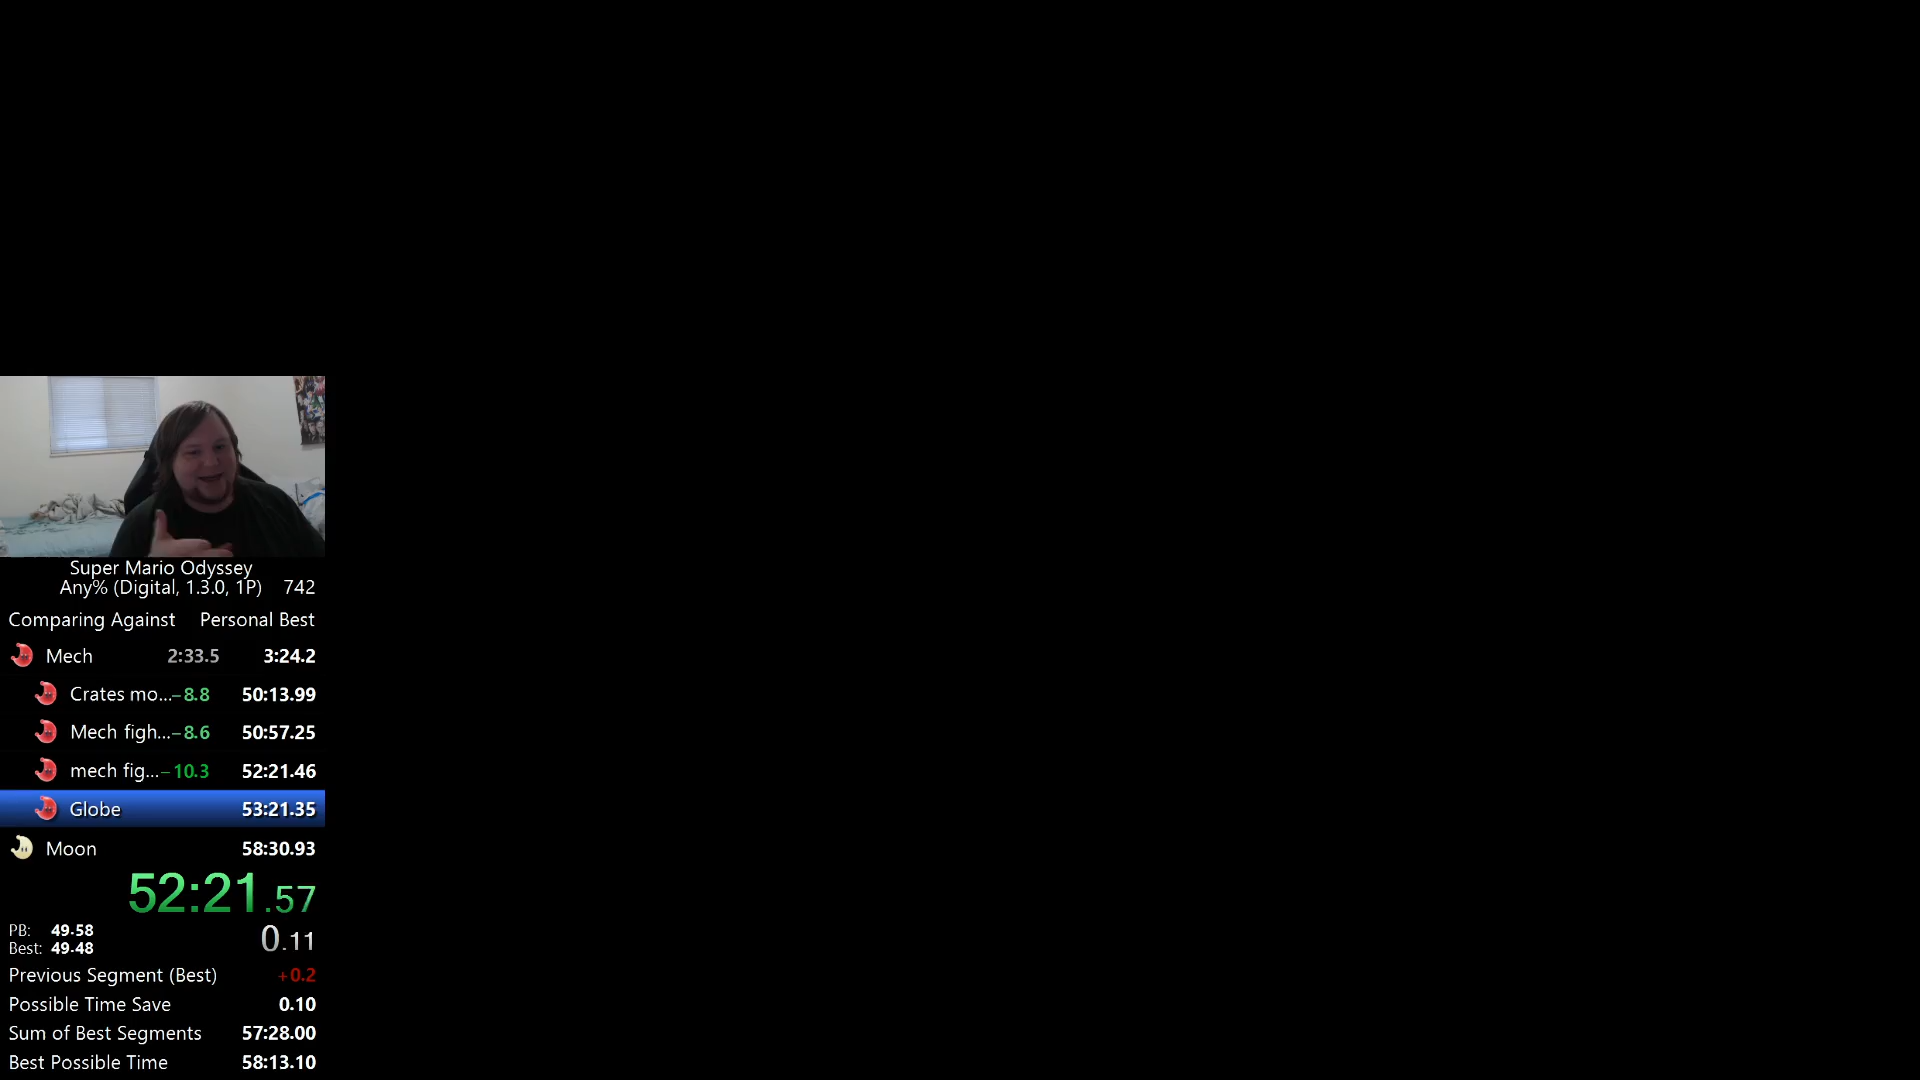 Super Mario Odyssey
Any% (Digital, 1.3.0, 1P) 742
Comparing Against Personal Best
Mech 2:33.5 3:24.2
Crates mo...−8.8 50:13.99
Mech figh...−8.6 50:57.25
mech fig...−10.3 52:21.46
Globe 53:21.35
Moon 58:30.93
52:21.57
PB: 49.58
Best: 49.48
0.11
Previous Segment (Best) +0.2
Possible Time Save 0.10
Sum of Best Segments 57:28.00
Best Possible Time 58:13.10